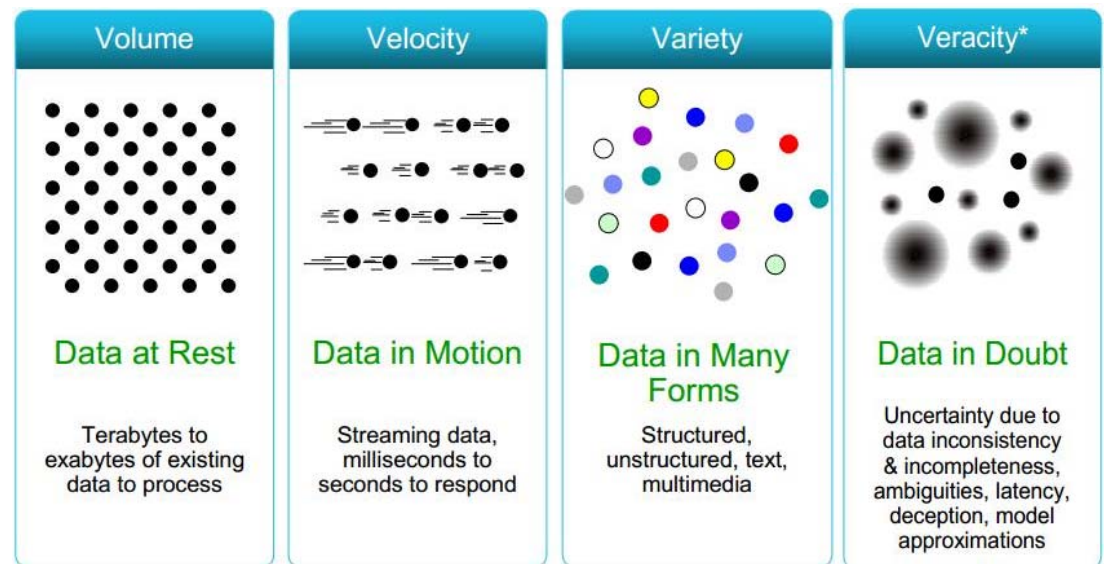 Volume
Data at Rest
Terabytes to
exabytes of existing
data to process
Velocity
Data in Motion
Streaming data,
milliseconds to
seconds to respond
Variety
Data in Many
Forms
Structured,
unstructured, text,
multimedia
Veracity*
Data in Doubt
Uncertainty due to
data inconsistency
& incompleteness,
ambiguities, latency,
deception, model
approximations